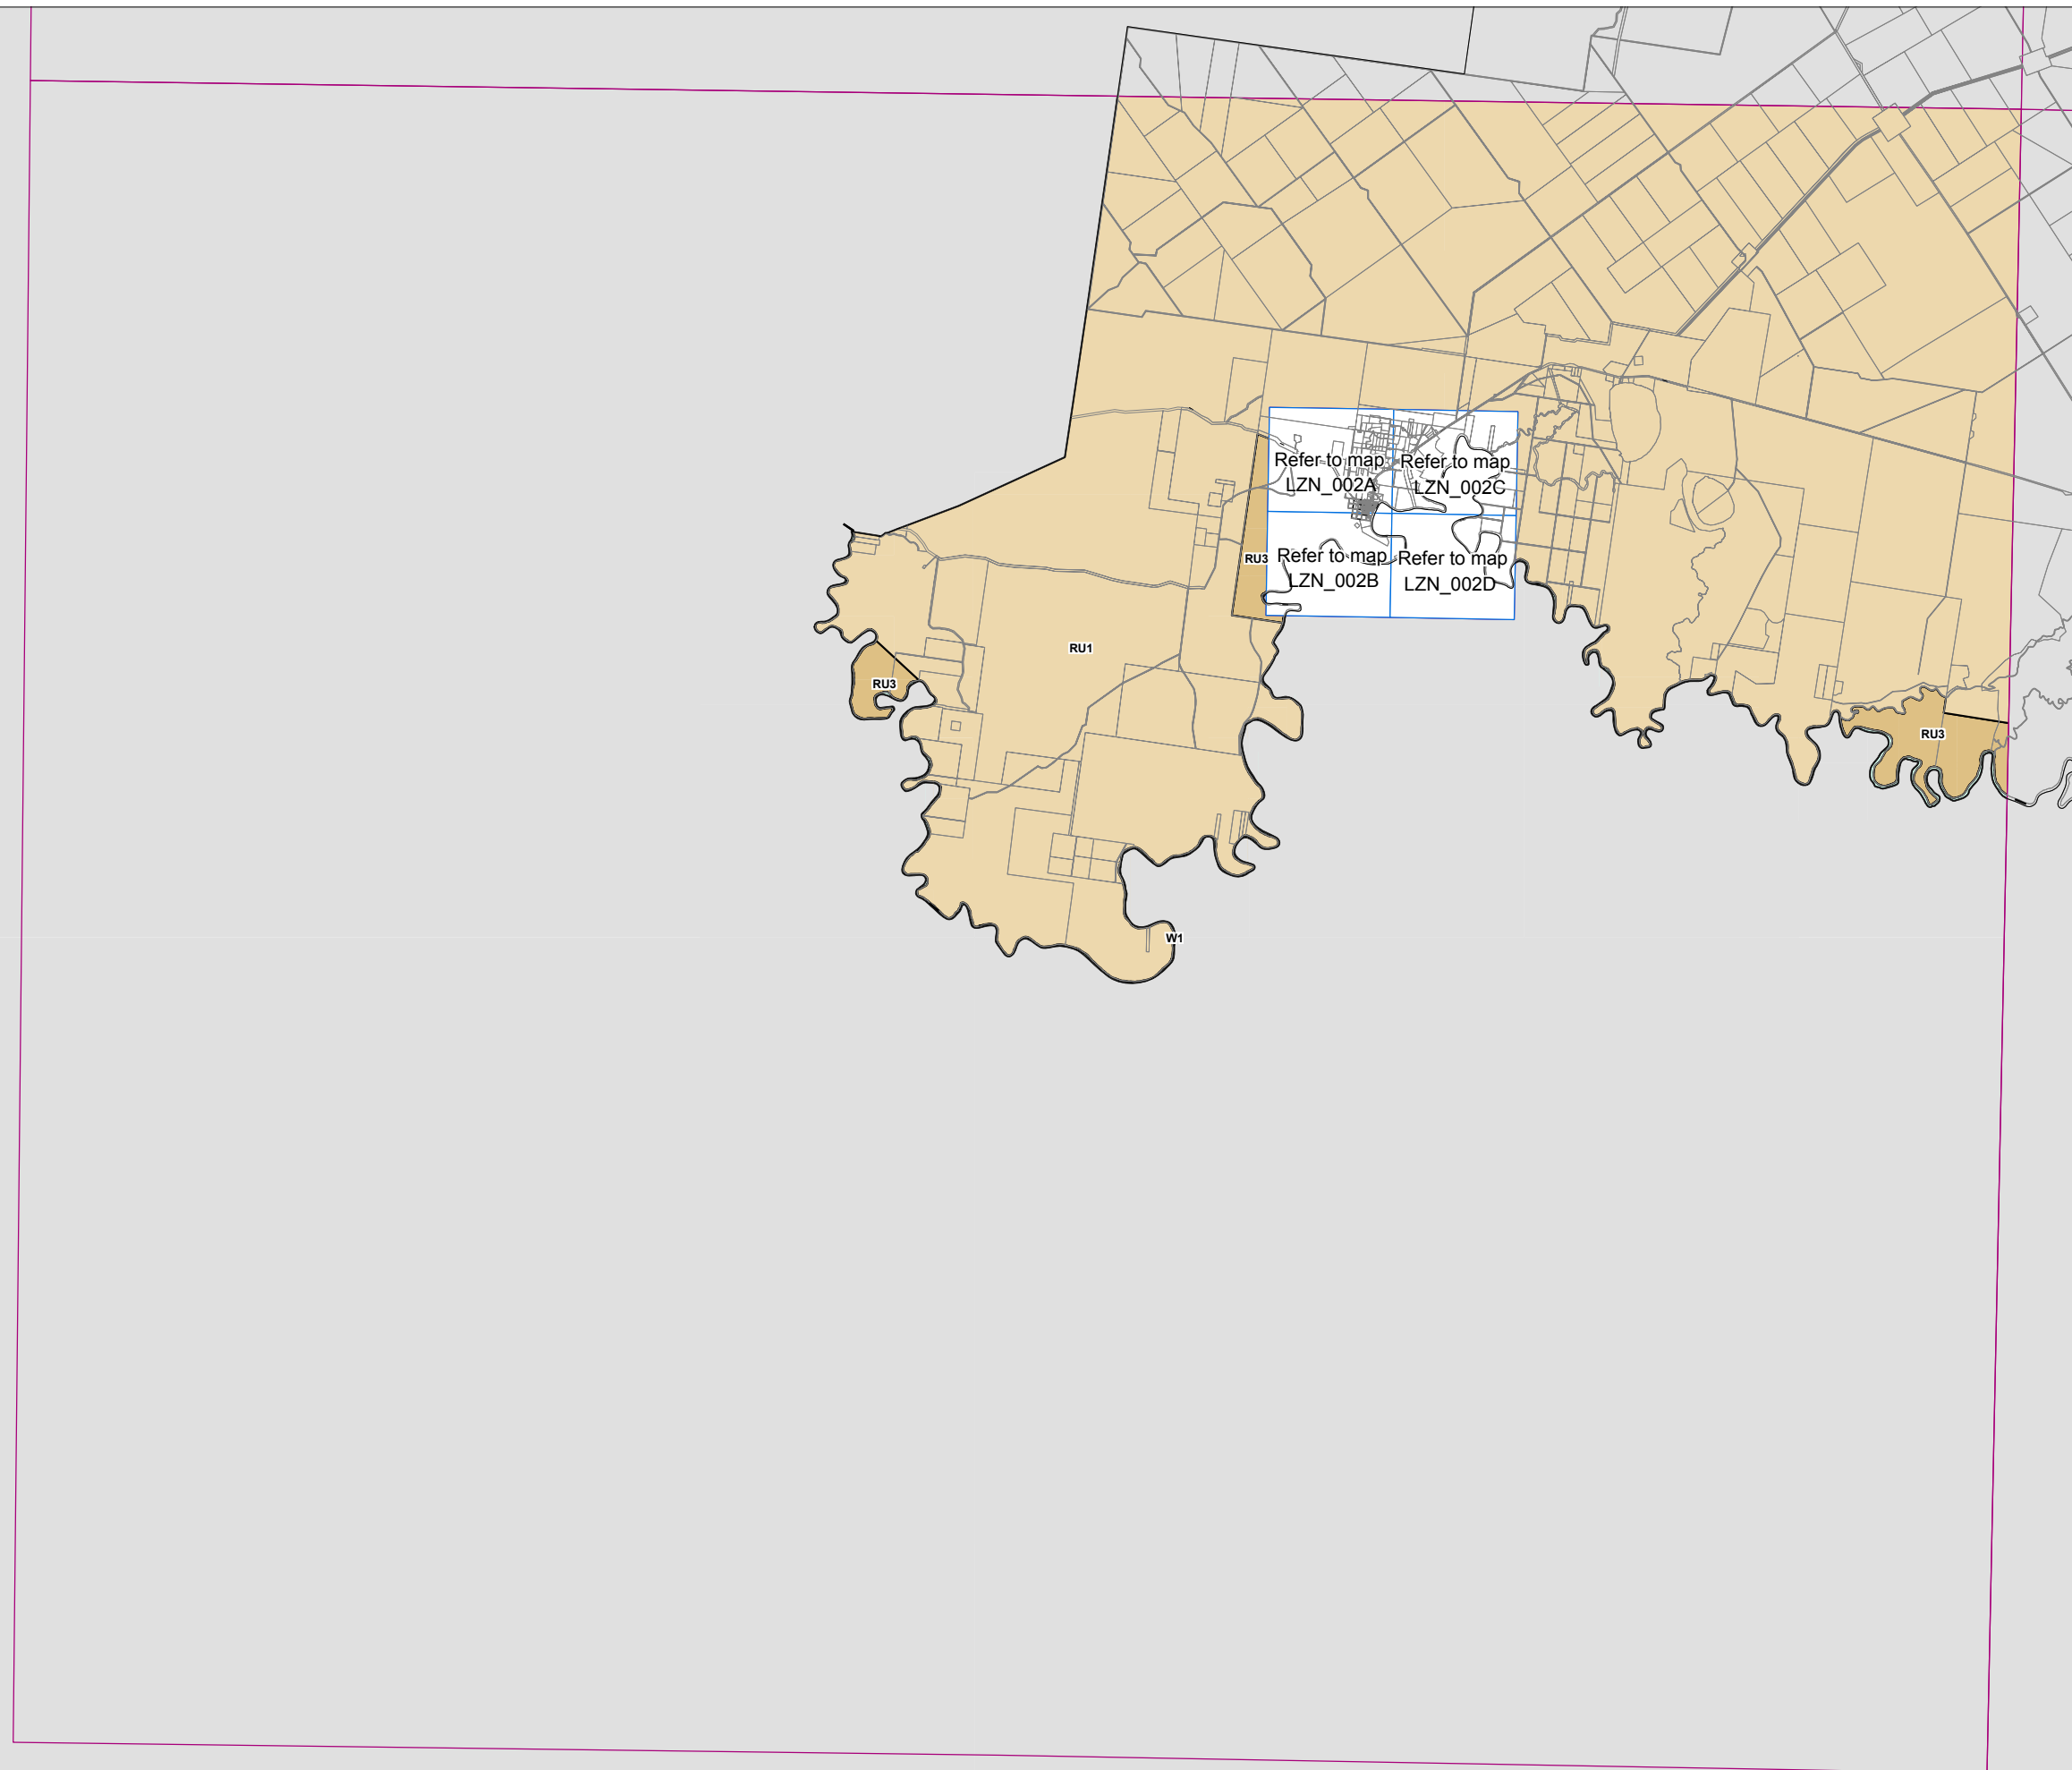 Refer to map
LZN_002A
Refer to map
LZN_002C
RU3
Refer to map
LZN_002B
Refer to map
LZN_002D
RU1
RU3
RU3
W1